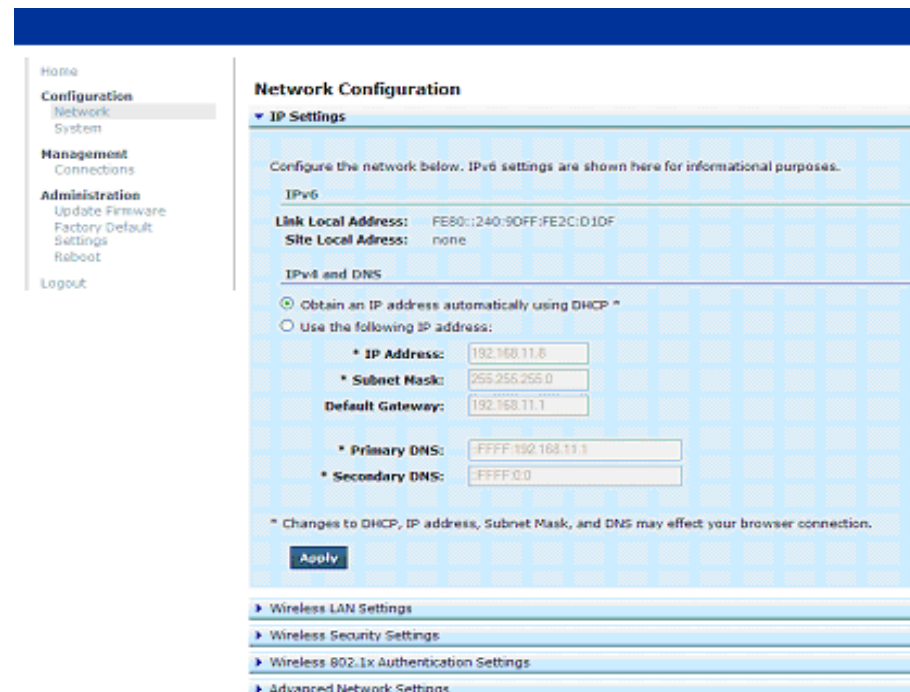 Home
Configuration
Network
System
Management
Connections
Administration
Update Firmware
Factory Default
Settings
Reboot
Logout
Network Configuration
IP Settings
Configure the network below. IPv6 settings are shown here for informational purposes.
IPv6
Link Local Address: FE80::240:9DFF:FE2C:D1DF
Site Local Adress: none
IPv4 and DNS
Obtain an IP address automatically using DHCP *
Use the following IP address:
* IP Address: 192.168.11.6
* Subnet Mask: 255.255.255.0
Default Gateway: 192.168.11.1
* Primary DNS: ::FFFF:192.168.11.1
* Secondary DNS: ::FFFF:0:0
* Changes to DHCP, IP address, Subnet Mask, and DNS may effect your browser connection.
Apply
Wireless LAN Settings
Wireless Security Settings
Wireless 802.1x Authentication Settings
Advanced Network Settings